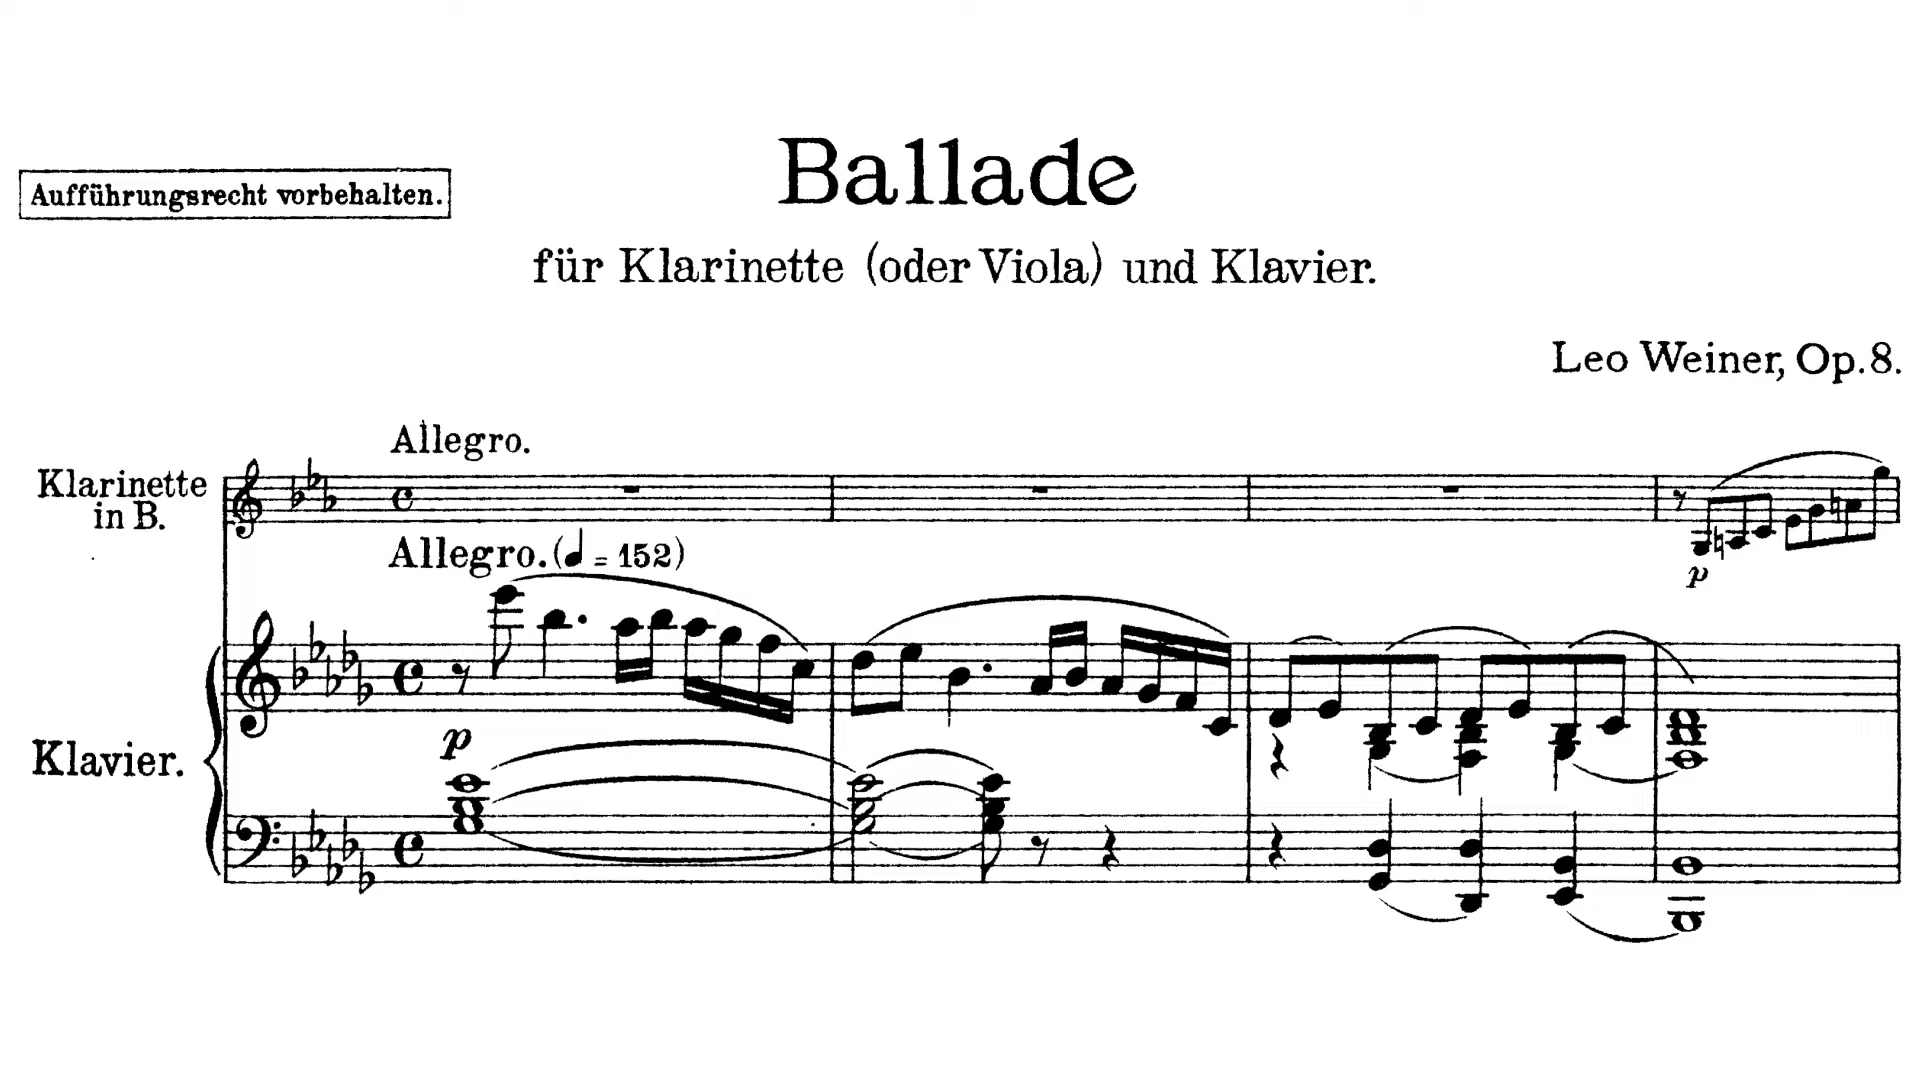 Aufführungsrecht vorbehalten.
Ballade
für Klarinette (oder Viola) und Klavier.
Leo Weiner, Op. 8.
Allegro.
Klarinette
in B.
p
Allegro. (♩ = 152)
p
Klavier.